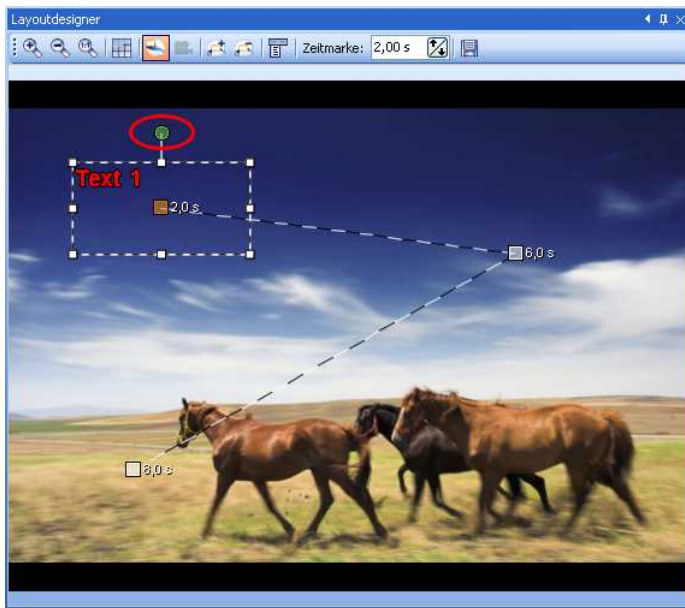 Layoutdesigner
Zeitmarke: 2,00 s
Text 1
2,0 s
6,0 s
8,0 s